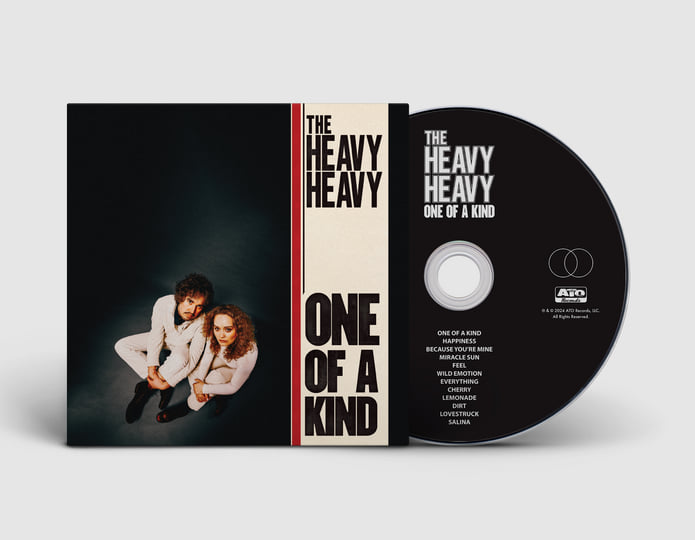 THE
HEAVY
HEAVY
ONE
OF A
KIND
THE
HEAVY
HEAVY
ONE OF A KIND
ATO
Records
℗ & © 2024 ATO Records, LLC.
All Rights Reserved.
ONE OF A KIND
HAPPINESS
BECAUSE YOU'RE MINE
MIRACLE SUN
FEEL
WILD EMOTION
EVERYTHING
CHERRY
LEMONADE
DIRT
LOVESTRUCK
SALINA